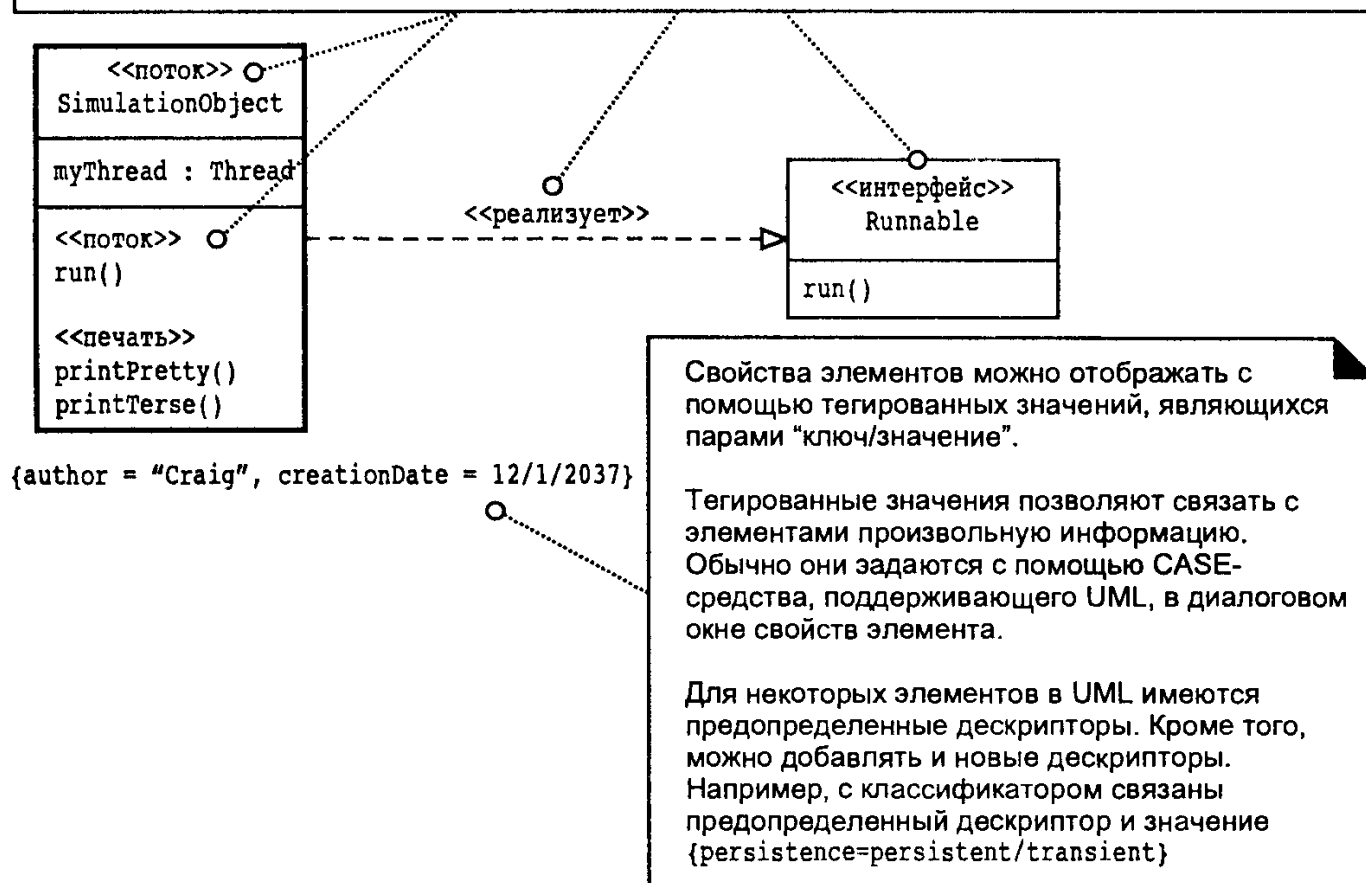 <<поток>>
SimulationObject
myThread : Thread
<<поток>>
run()
<<печать>>
printPretty()
printTerse()
<<реализует>>
<<интерфейс>>
Runnable
run()
{author = “Craig”, creationDate = 12/1/2037}
Свойства элементов можно отображать с
помощью тегированных значений, являющихся
парами “ключ/значение”.
Тегированные значения позволяют связать с
элементами произвольную информацию.
Обычно они задаются с помощью CASE-
средства, поддерживающего UML, в диалоговом
окне свойств элемента.
Для некоторых элементов в UML имеются
предопределенные дескрипторы. Кроме того,
можно добавлять и новые дескрипторы.
Например, с классификатором связаны
предопределенный дескриптор и значение
{persistence=persistent/transient}